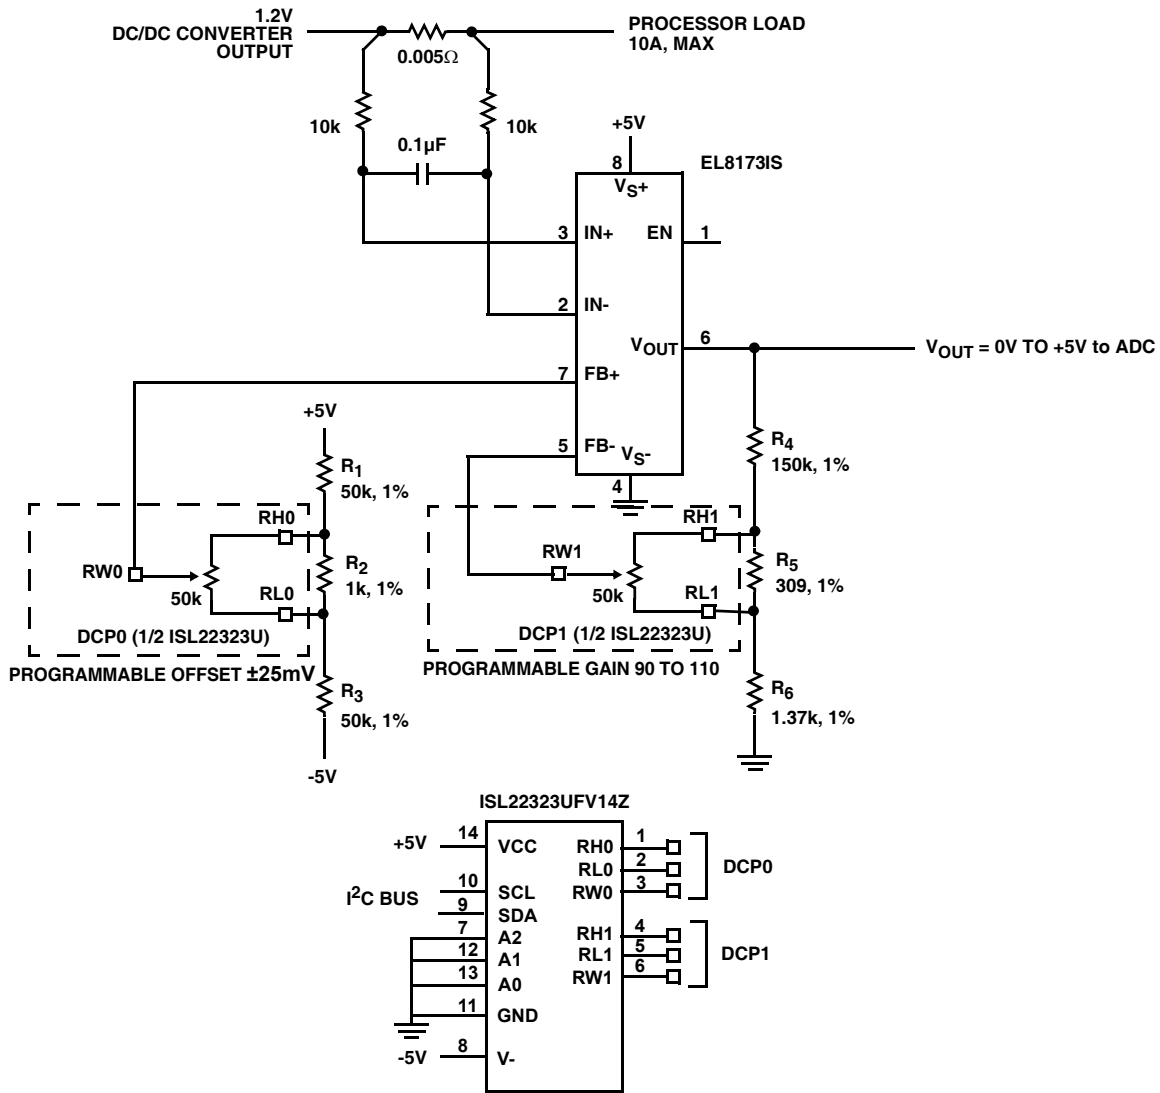 1.2V
DC/DC CONVERTER
OUTPUT
PROCESSOR LOAD
10A, MAX
0.005Ω
10k
10k
0.1µF
+5V
8
EL8173IS
VS+
3
IN+
EN
1
2
IN-
VOUT
6
VOUT = 0V TO +5V to ADC
7
FB+
+5V
5
FB-
VS-
4
R1
50k, 1%
R4
150k, 1%
RH0
RH1
RW0
50k
R2
1k, 1%
RW1
50k
R5
309, 1%
RL0
RL1
DCP0 (1/2 ISL22323U)
DCP1 (1/2 ISL22323U)
PROGRAMMABLE OFFSET ±25mV
PROGRAMMABLE GAIN 90 TO 110
R3
50k, 1%
R6
1.37k, 1%
-5V
ISL22323UFV14Z
+5V
14
VCC
RH0
1
RL0
2
DCP0
I2C BUS
10
SCL
RW0
3
9
SDA
7
A2
RH1
4
12
A1
RL1
5
DCP1
13
A0
RW1
6
11
GND
-5V
8
V-